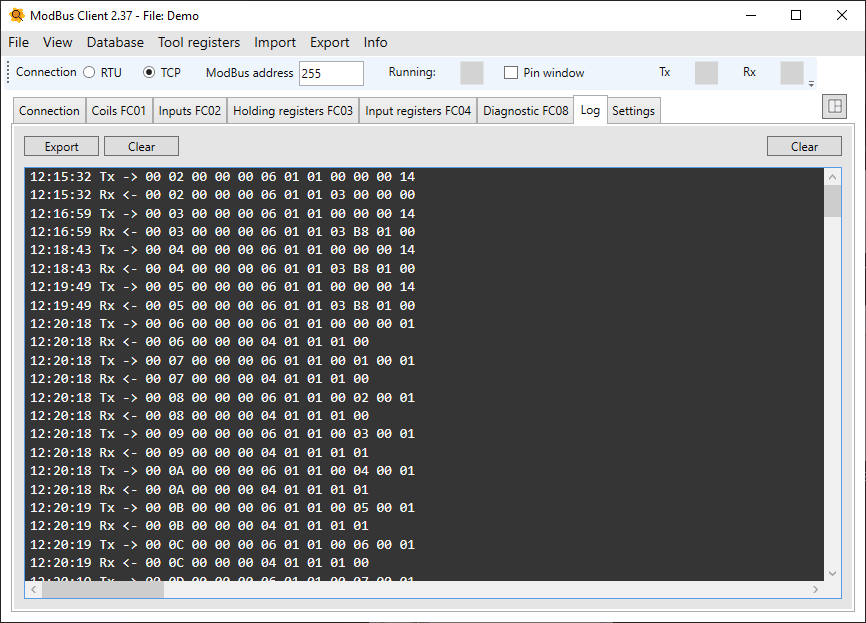 ModBus Client 2.37 - File: Demo
File View Database Tool registers Import Export Info
Connection RTU TCP ModBus address 255 Running: Pin window Tx Rx
Connection Coils FC01 Inputs FC02 Holding registers FC03 Input registers FC04 Diagnostic FC08 Log Settings
Export Clear Clear
12:15:32 Tx -> 00 02 00 00 00 06 01 01 00 00 00 14
12:15:32 Rx <- 00 02 00 00 00 06 01 01 03 00 00 00
12:16:59 Tx -> 00 03 00 00 00 06 01 01 00 00 00 14
12:16:59 Rx <- 00 03 00 00 00 06 01 01 03 B8 01 00
12:18:43 Tx -> 00 04 00 00 00 06 01 01 00 00 00 14
12:18:43 Rx <- 00 04 00 00 00 06 01 01 03 B8 01 00
12:19:49 Tx -> 00 05 00 00 00 06 01 01 00 00 00 14
12:19:49 Rx <- 00 05 00 00 00 06 01 01 03 B8 01 00
12:20:18 Tx -> 00 06 00 00 00 06 01 01 00 00 00 01
12:20:18 Rx <- 00 06 00 00 00 04 01 01 01 00
12:20:18 Tx -> 00 07 00 00 00 06 01 01 00 01 00 01
12:20:18 Rx <- 00 07 00 00 00 04 01 01 01 00
12:20:18 Tx -> 00 08 00 00 00 06 01 01 00 02 00 01
12:20:18 Rx <- 00 08 00 00 00 04 01 01 01 00
12:20:18 Tx -> 00 09 00 00 00 06 01 01 00 03 00 01
12:20:18 Rx <- 00 09 00 00 00 04 01 01 01 01
12:20:18 Tx -> 00 0A 00 00 00 06 01 01 00 04 00 01
12:20:18 Rx <- 00 0A 00 00 00 04 01 01 01 01
12:20:19 Tx -> 00 0B 00 00 00 06 01 01 00 05 00 01
12:20:19 Rx <- 00 0B 00 00 00 04 01 01 01 01
12:20:19 Tx -> 00 0C 00 00 00 06 01 01 00 06 00 01
12:20:19 Rx <- 00 0C 00 00 00 04 01 01 01 00
12:20:19 Tx -> 00 0D 00 00 00 06 01 01 00 07 00 01